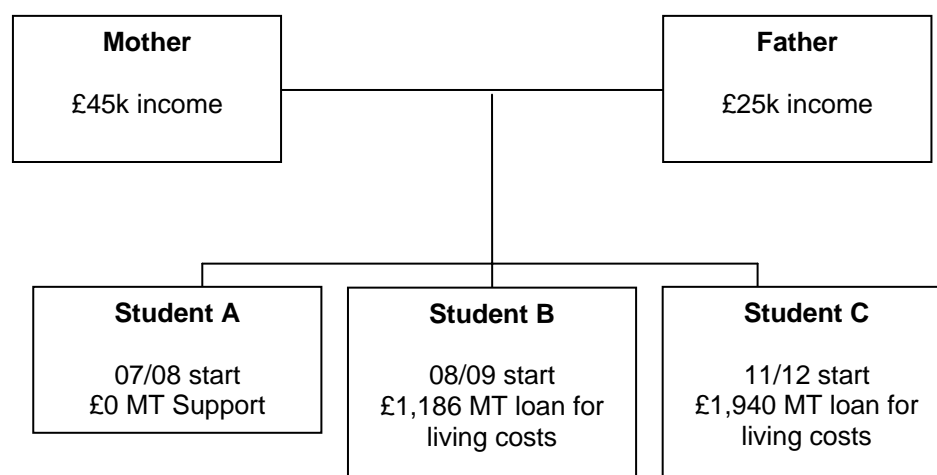 Mother
£45k income
Father
£25k income
Student A
07/08 start
£0 MT Support
Student B
08/09 start
£1,186 MT loan for
living costs
Student C
11/12 start
£1,940 MT loan for
living costs